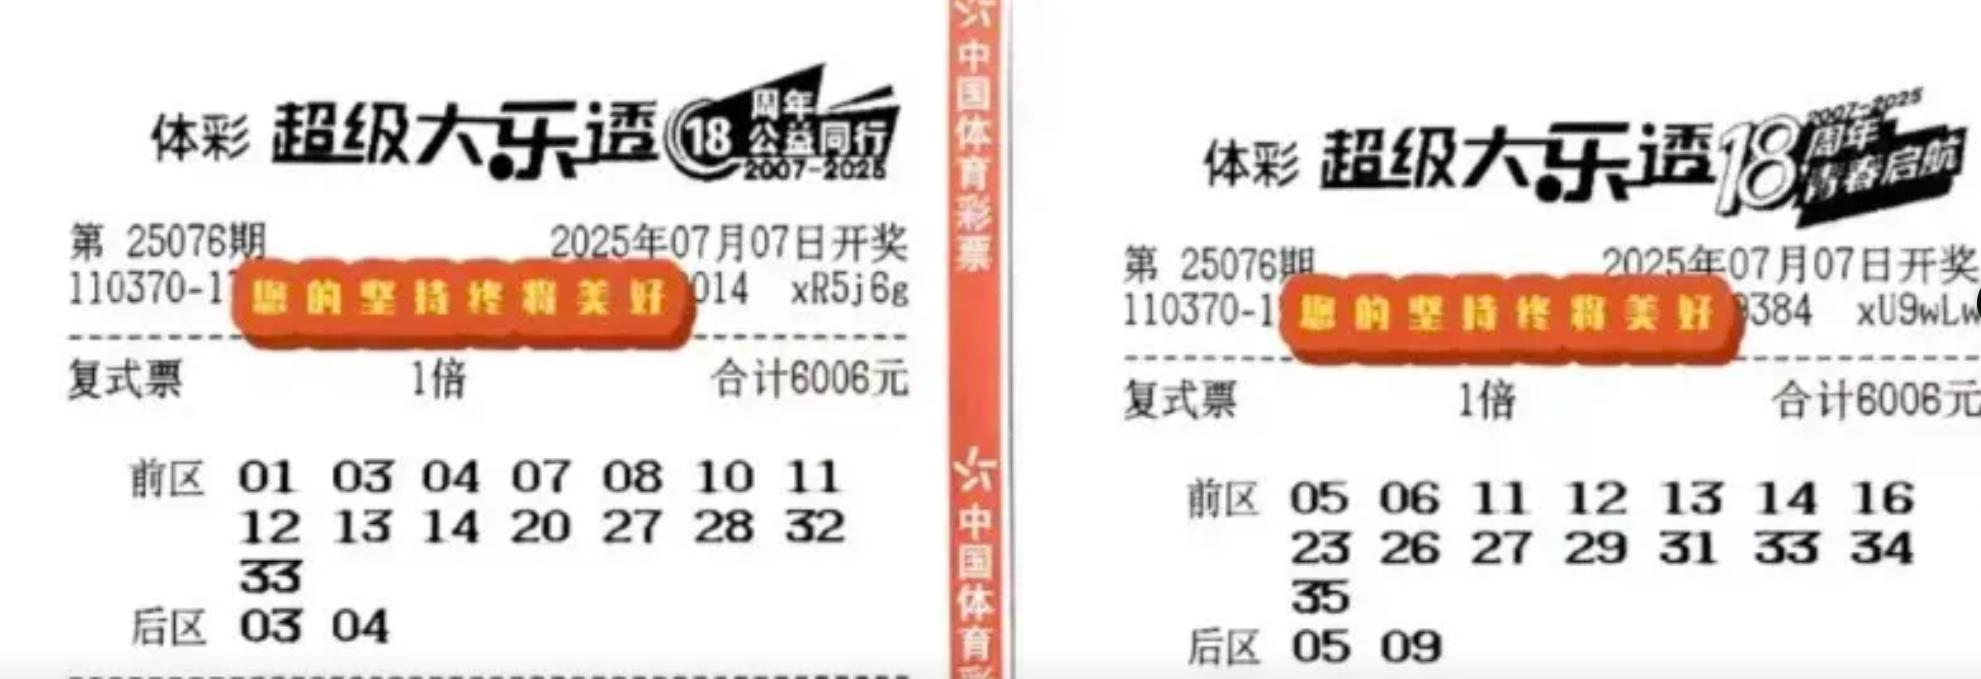 体彩 超级大乐透 18 周年 公益同行 2007-2025
第 25076期 2025年07月07日开奖
110370-1 您的坚持终将美好 014 xR5j6g
复式票 1倍 合计6006元
前区 01 03 04 07 08 10 11
12 13 14 20 27 28 32
33
后区 03 04
中国体育彩票
中国体育彩
体彩 超级大乐透 18 周年 青春启航 2007-2025
第 25076期 2025年07月07日开奖
110370-1 您的坚持终将美好 9384 xU9wLw
复式票 1倍 合计6006元
前区 05 06 11 12 13 14 16
23 26 27 29 31 33 34
35
后区 05 09